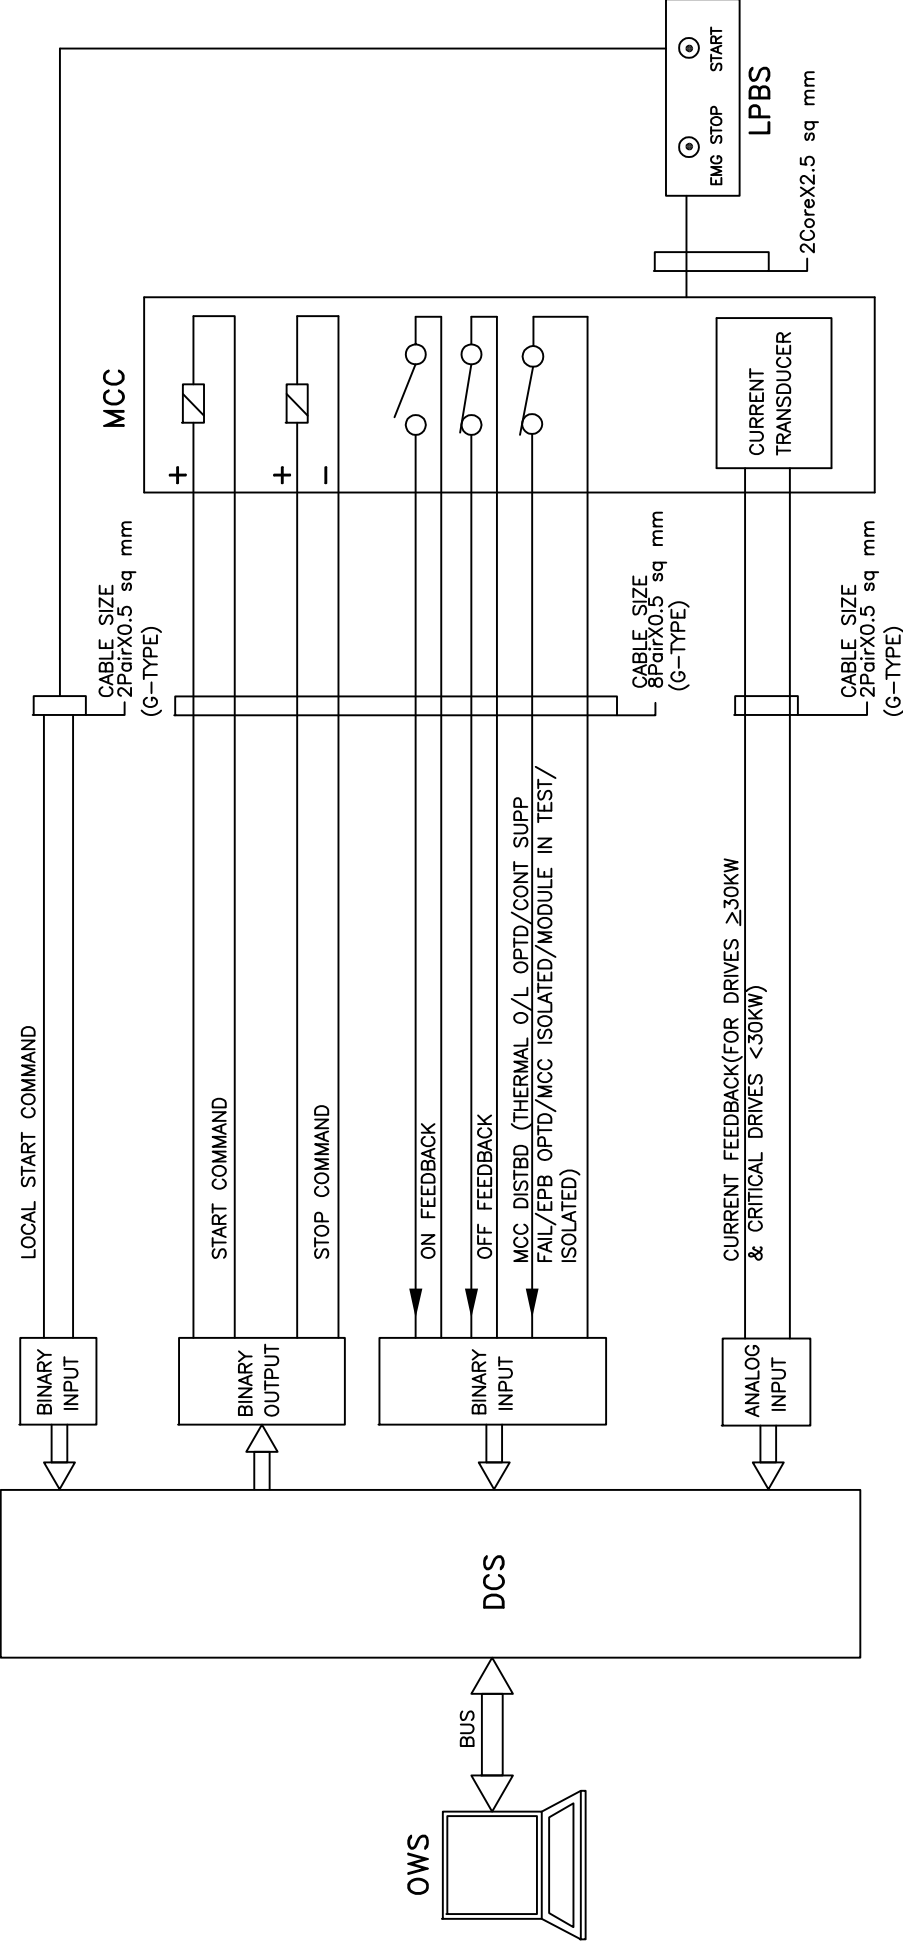 OWS
BUS
DCS
BINARY
INPUT
BINARY
OUTPUT
BINARY
INPUT
ANALOG
INPUT
LOCAL START COMMAND
START COMMAND
STOP COMMAND
ON FEEDBACK
OFF FEEDBACK
MCC DISTBD (THERMAL O/L OPTD/CONT SUPP
FAIL/EPB OPTD/MCC ISOLATED/MODULE IN TEST/
ISOLATED)
CURRENT FEEDBACK(FOR DRIVES ≥30KW
& CRITICAL DRIVES <30KW)
CABLE SIZE
2PairX0.5 sq mm
(G-TYPE)
CABLE SIZE
8PairX0.5 sq mm
(G-TYPE)
CABLE SIZE
2PairX0.5 sq mm
(G-TYPE)
MCC
+
+ -
CURRENT
TRANSDUCER
2CoreX2.5 sq mm
EMG STOP START
LPBS